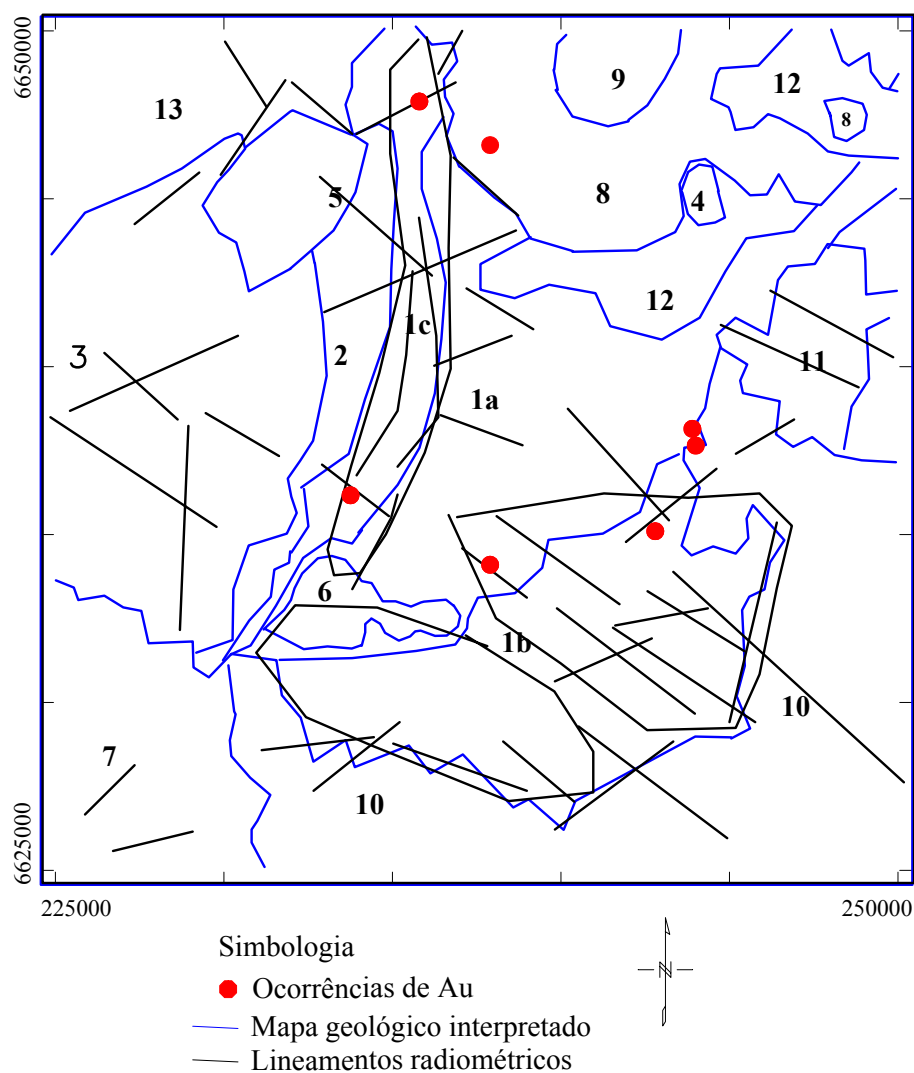 6650000
9
12
13
8
8
5
4
12
1c
2
3
11
1a
6
1b
10
7
10
6625000
225000
250000
Simbologia
N
Ocorrências de Au
Mapa geológico interpretado
Lineamentos radiométricos